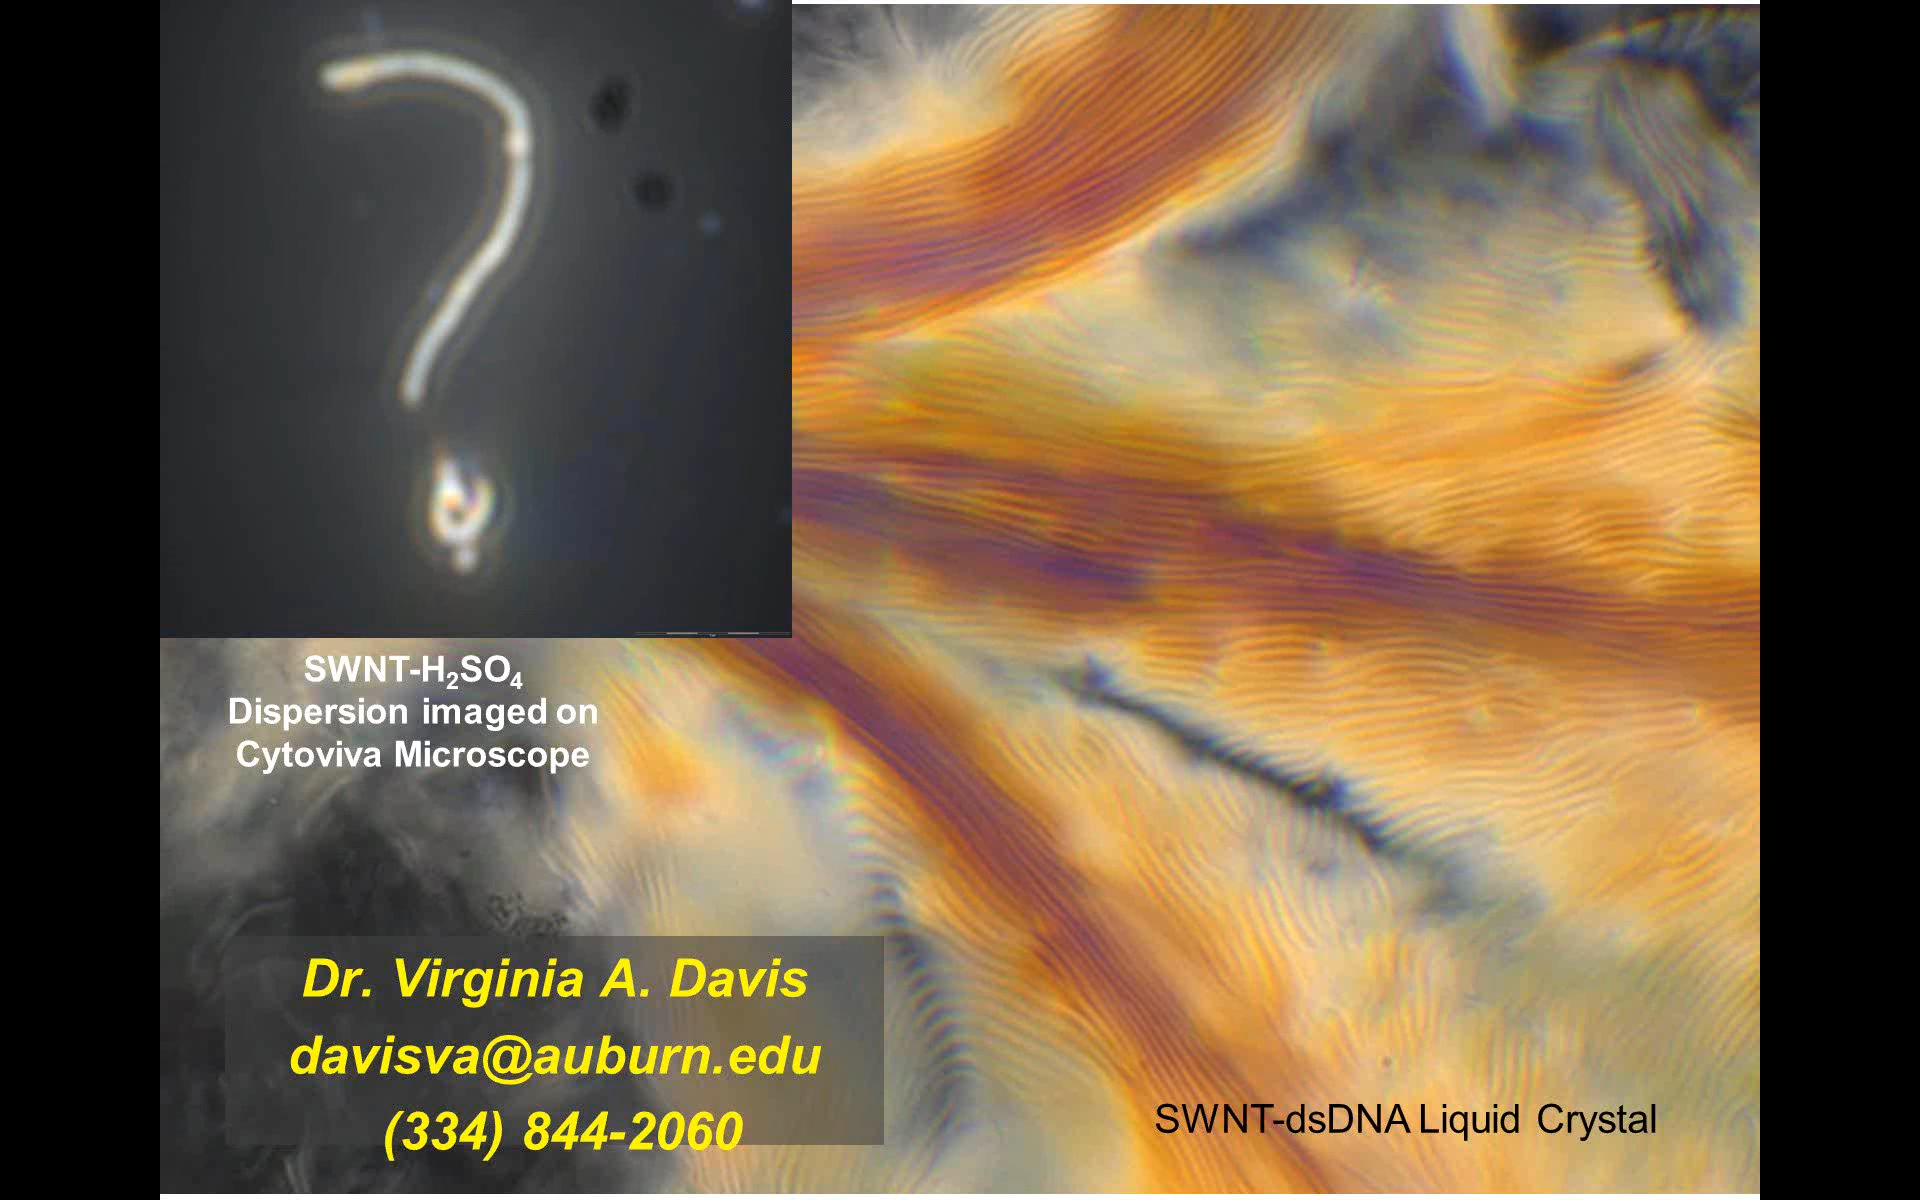 SWNT-H₂SO₄
Dispersion imaged on
Cytoviva Microscope
Dr. Virginia A. Davis
davisva@auburn.edu
(334) 844-2060
SWNT-dsDNA Liquid Crystal